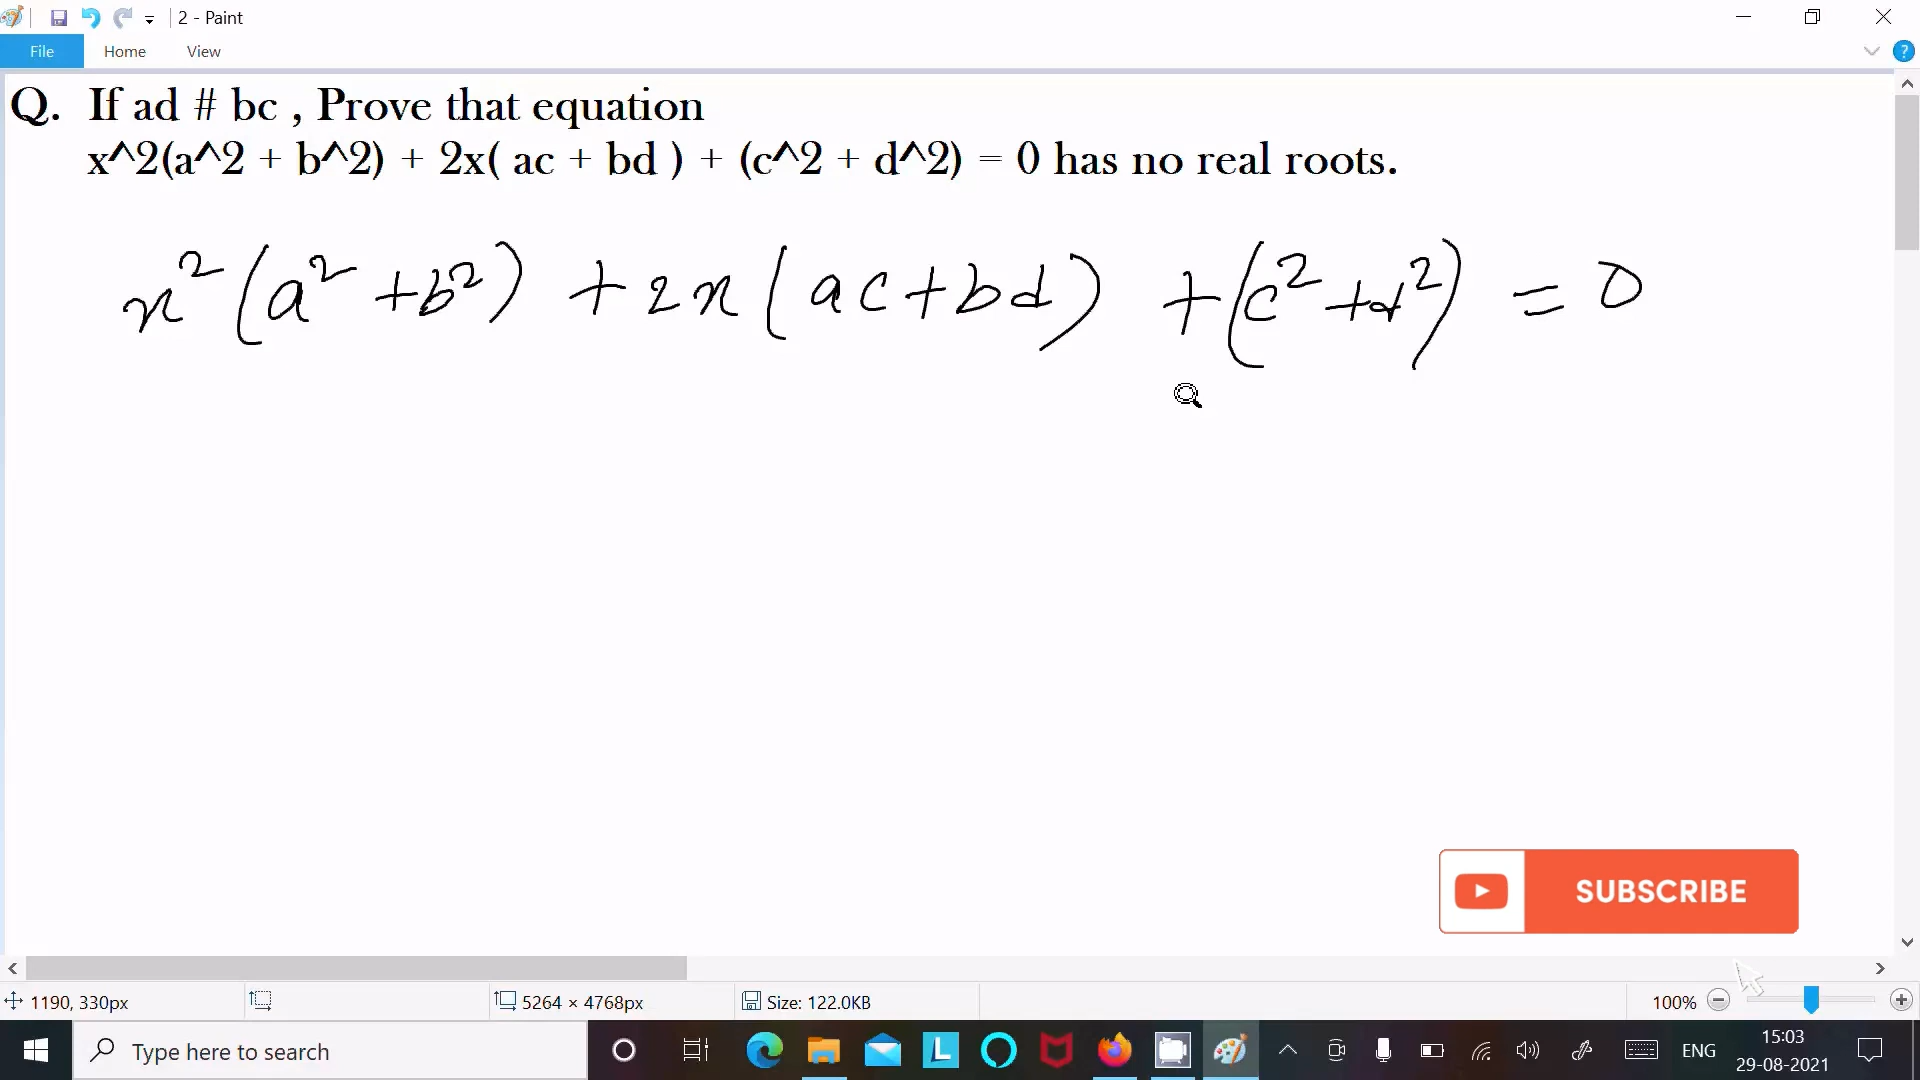 2 - Paint
File Home View
Q. If ad # bc , Prove that equation
x^2(a^2 + b^2) + 2x( ac + bd ) + (c^2 + d^2) = 0 has no real roots.
x²(a²+b²) +2x(ac+bd) +(c²+d²) = 0
SUBSCRIBE
1190, 330px 5264 × 4768px Size: 122.0KB 100%
Type here to search ENG 15:03
29-08-2021